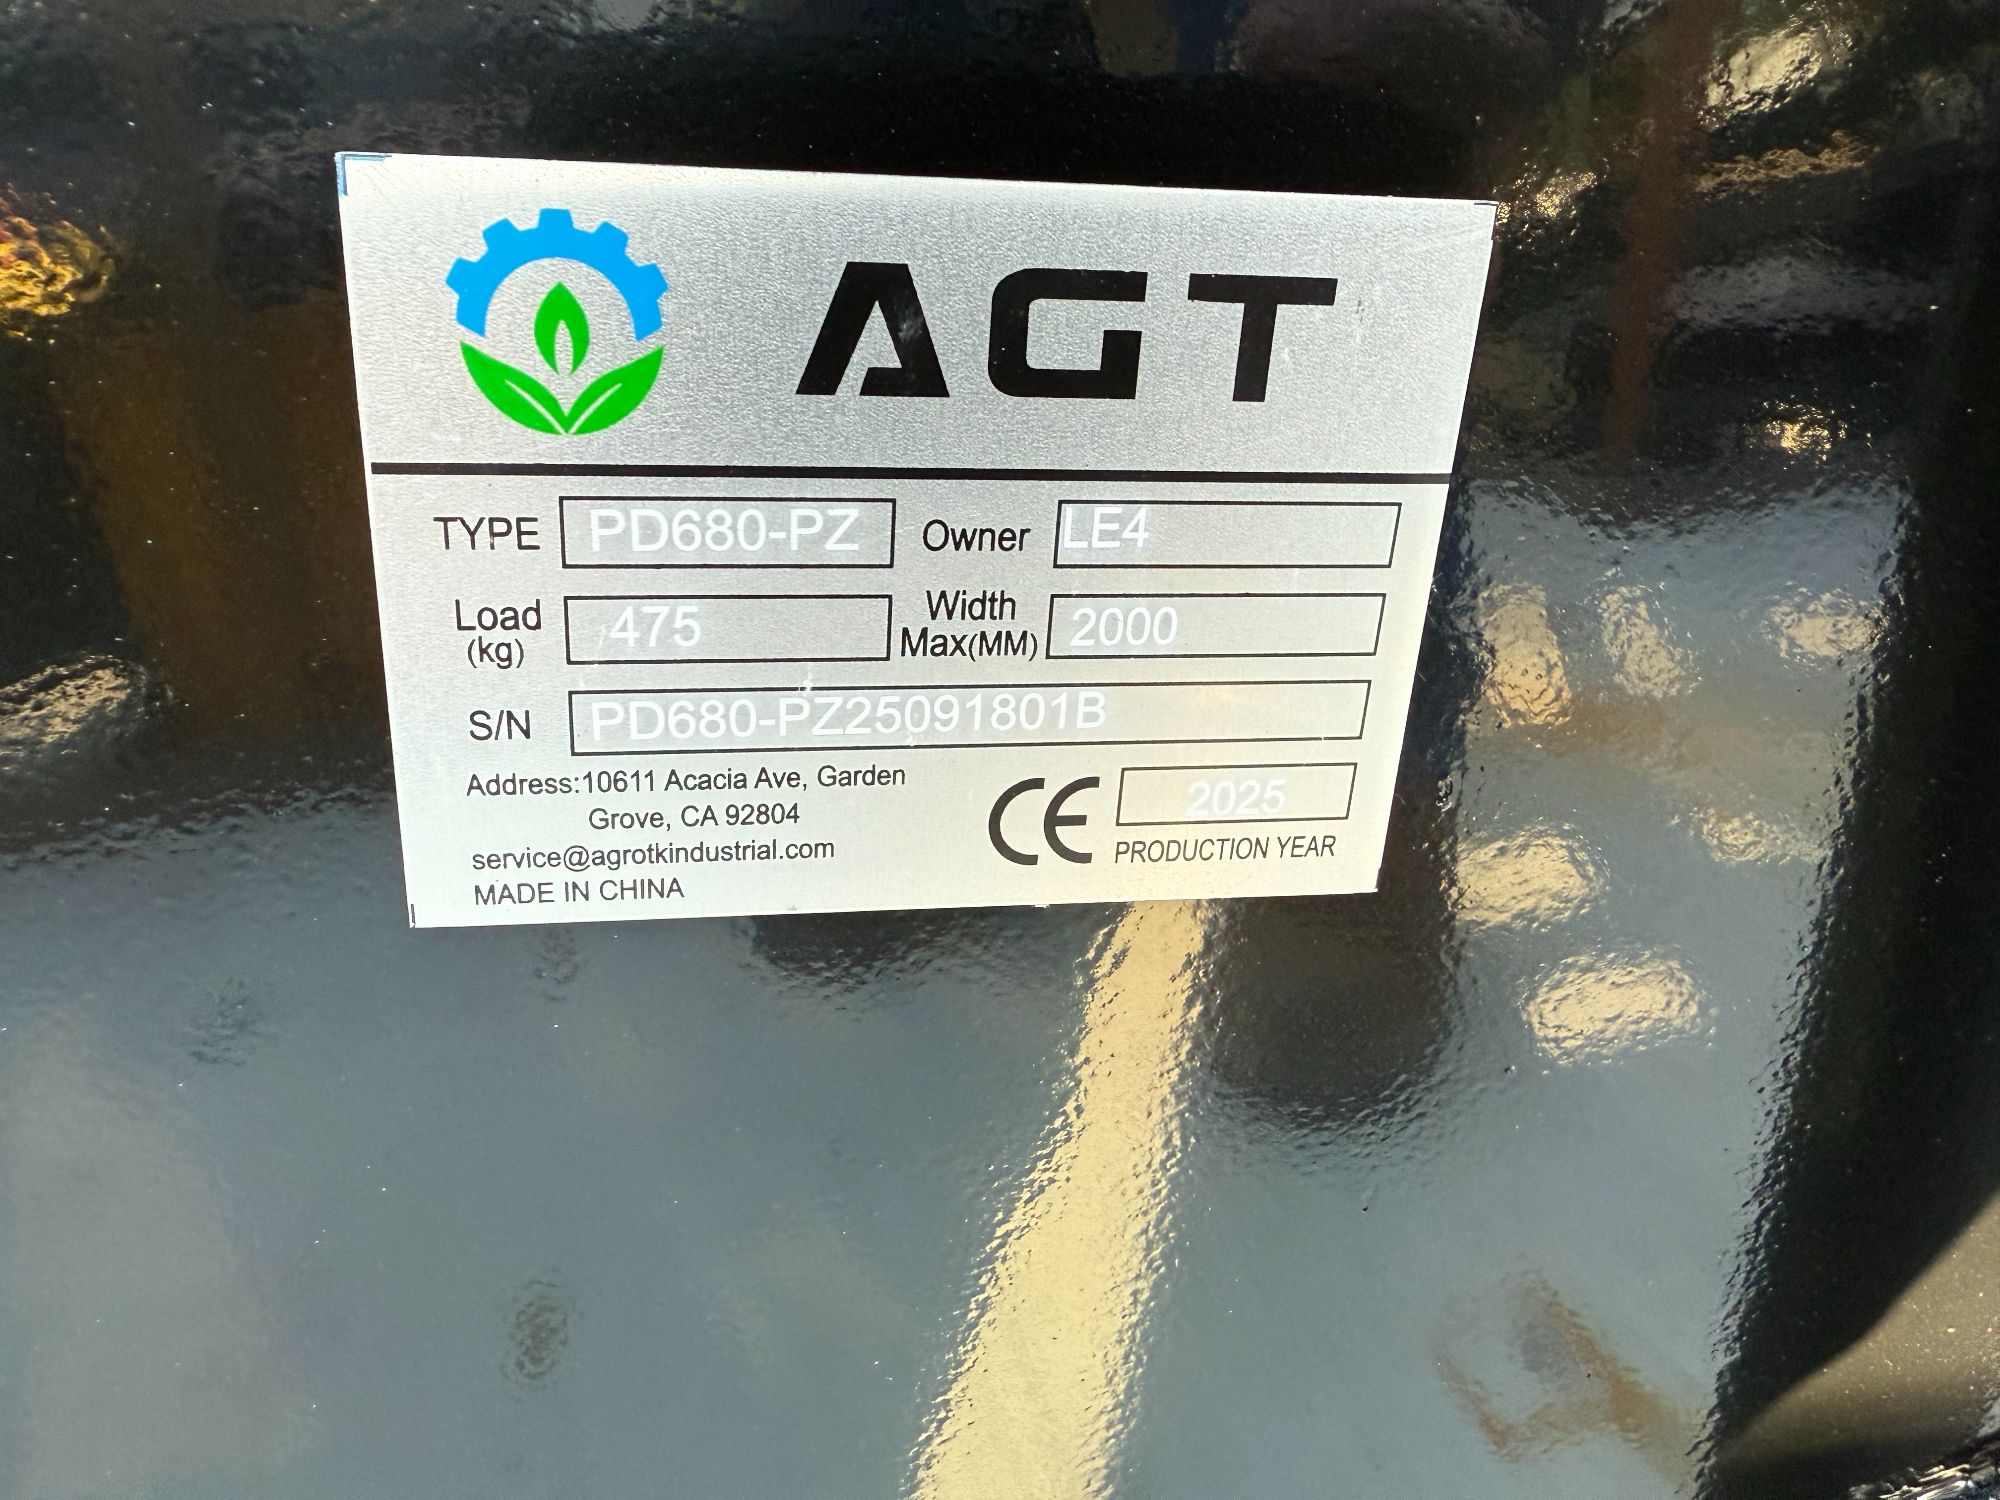 AGT
TYPE PD680-PZ Owner LE4
Load (kg) 475 Width Max(MM) 2000
S/N PD680-PZ25091801B
Address:10611 Acacia Ave, Garden
Grove, CA 92804
service@agrotkindustrial.com
MADE IN CHINA
CE 2025
PRODUCTION YEAR